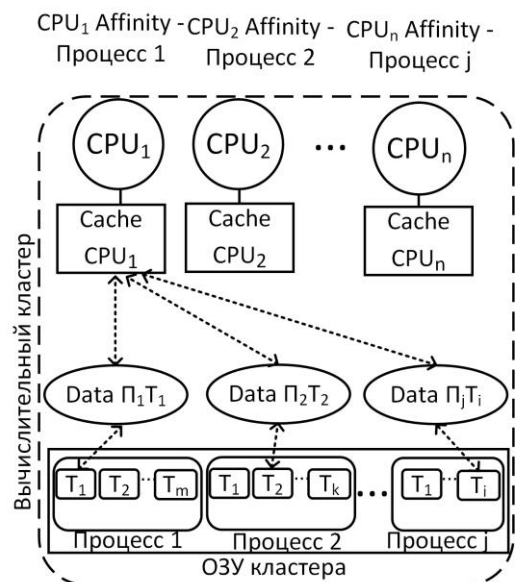 CPU₁ Affinity - CPU₂ Affinity - CPUₙ Affinity -
Процесс 1 Процесс 2 Процесс j
CPU₁ CPU₂ ... CPUₙ
Cache Cache Cache
CPU₁ CPU₂ CPUₙ
Вычислительный кластер
Data П₁T₁ Data П₂T₂ Data ПⱼTᵢ
T₁ T₂ ... Tₘ T₁ T₂ ... Tₖ ... T₁ ... Tᵢ
Процесс 1 Процесс 2 Процесс j
ОЗУ кластера